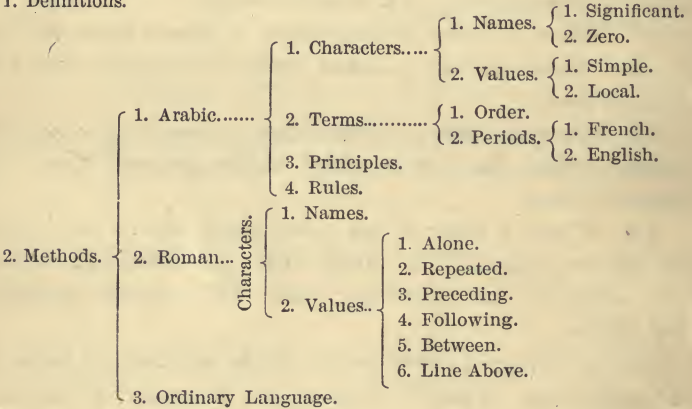 1. Definitions.
2. Methods.
1. Arabic.......
1. Characters.....
1. Names.
1. Significant.
2. Zero.
2. Values.
1. Simple.
2. Local.
2. Terms...........
1. Order.
2. Periods.
1. French.
2. English.
3. Principles.
4. Rules.
2. Roman...
Characters.
1. Names.
2. Values..
1. Alone.
2. Repeated.
3. Preceding.
4. Following.
5. Between.
6. Line Above.
3. Ordinary Language.